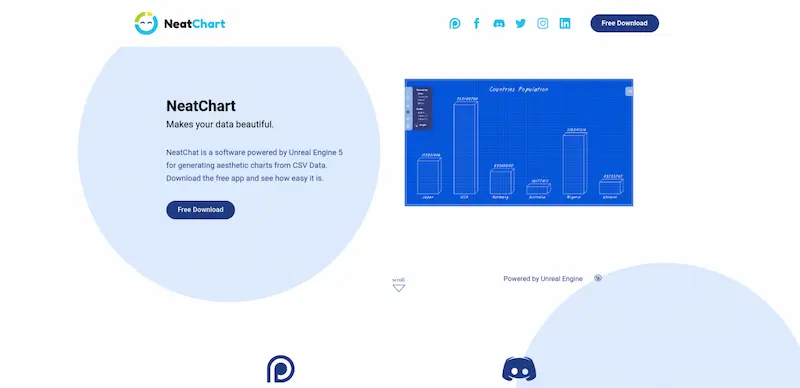 NeatChart
Free Download
NeatChart
Makes your data beautiful.
NeatChat is a software powered by Unreal Engine 5
for generating aesthetic charts from CSV Data.
Download the free app and see how easy it is.
Free Download
Countries Population
Japan
USA
Germany
Australia
Nigeria
Ukraine
scroll
Powered by Unreal Engine